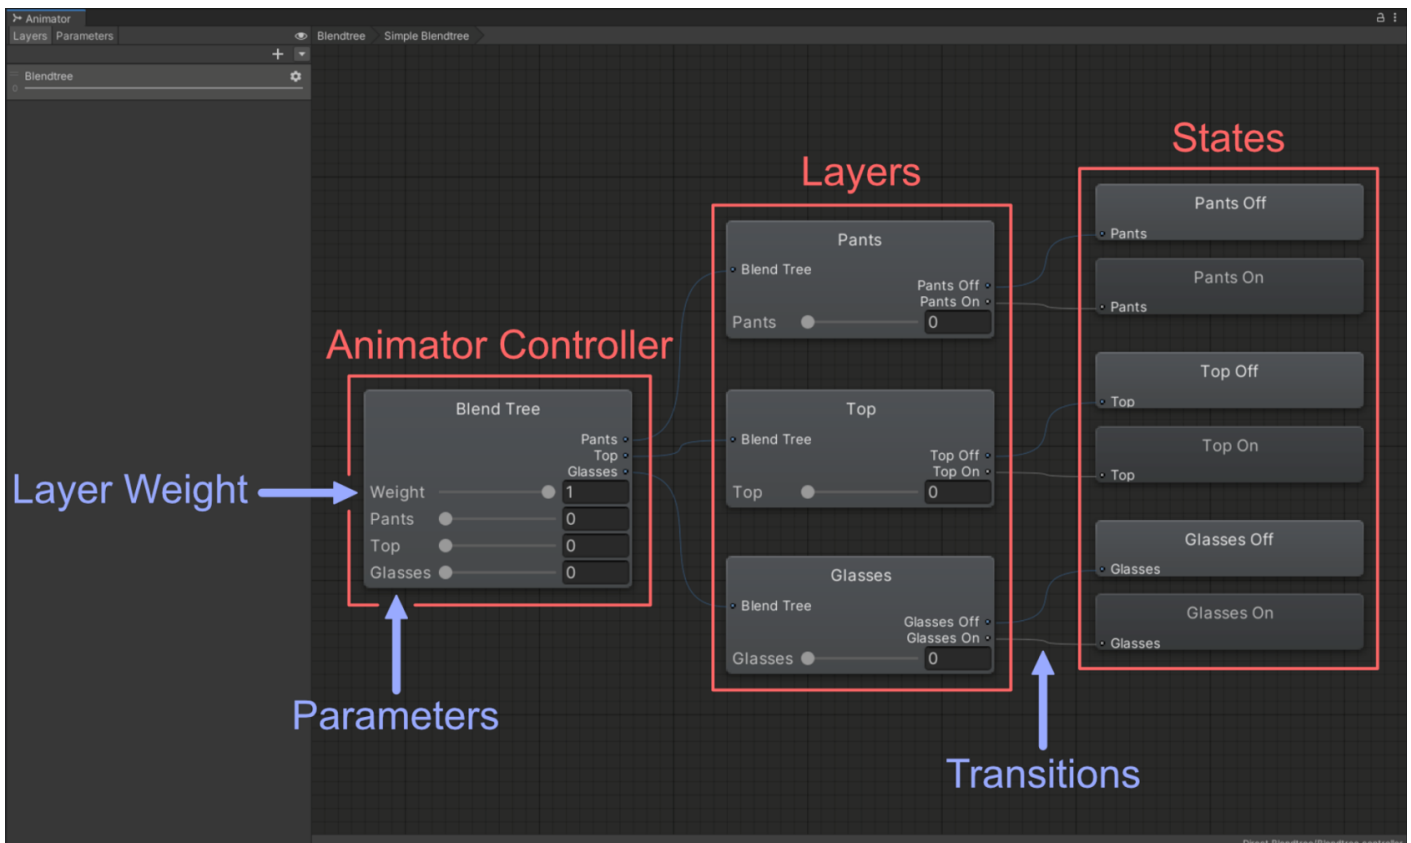 Animator
Layers Parameters
Blendtree Simple Blendtree
Blendtree
0
States
Layers
Pants Off
Pants
Pants On
Pants
Pants
Blend Tree
Pants Off
Pants On
Pants 0
Animator Controller
Top Off
Top
Top On
Top
Blend Tree
Pants
Top
Glasses
Weight 1
Pants 0
Top 0
Glasses 0
Top
Blend Tree
Top Off
Top On
Top 0
Layer Weight
Glasses Off
Glasses
Glasses On
Glasses
Glasses
Blend Tree
Glasses Off
Glasses On
Glasses 0
Parameters
Transitions